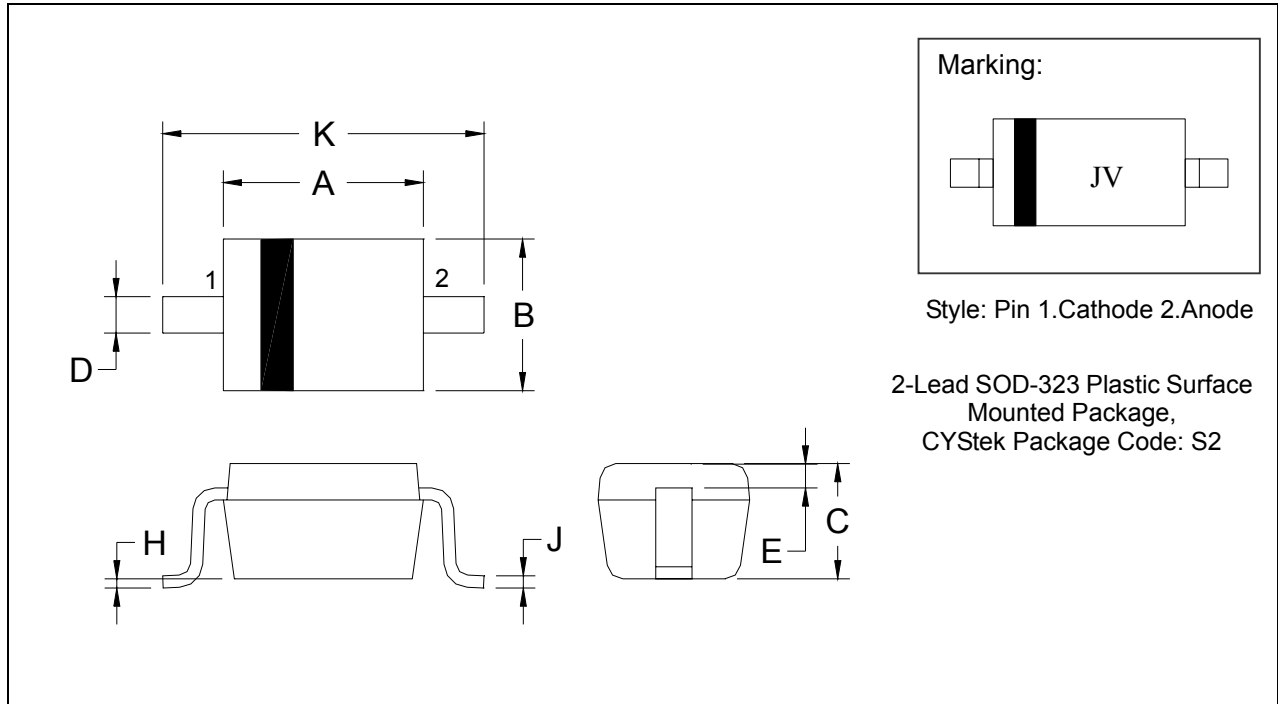 K
A
1
2
B
D
H
J
E
C
Marking:
JV
Style: Pin 1.Cathode 2.Anode
2-Lead SOD-323 Plastic Surface
Mounted Package,
CYStek Package Code: S2